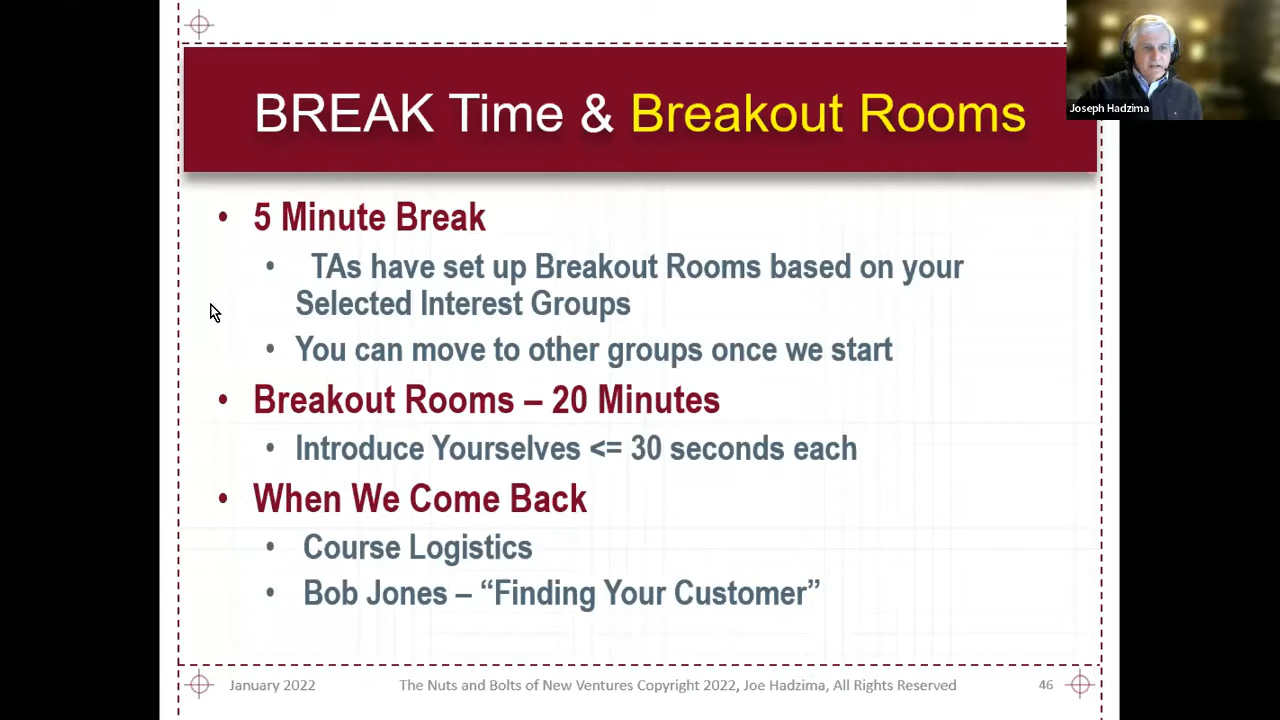 BREAK Time & Breakout Rooms
Joseph Hadzima
• 5 Minute Break
• TAs have set up Breakout Rooms based on your
Selected Interest Groups
• You can move to other groups once we start
• Breakout Rooms – 20 Minutes
• Introduce Yourselves <= 30 seconds each
• When We Come Back
• Course Logistics
• Bob Jones – “Finding Your Customer”
January 2022 The Nuts and Bolts of New Ventures Copyright 2022, Joe Hadzima, All Rights Reserved 46